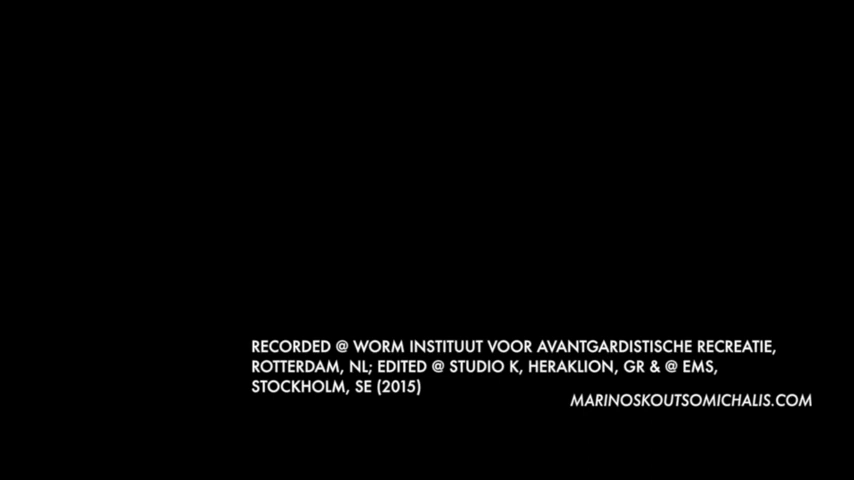 RECORDED @ WORM INSTITUUT VOOR AVANTGARDISTISCHE RECREATIE,
ROTTERDAM, NL; EDITED @ STUDIO K, HERAKLION, GR & @ EMS,
STOCKHOLM, SE (2015)
MARINOSKOUTSOMICHALIS.COM